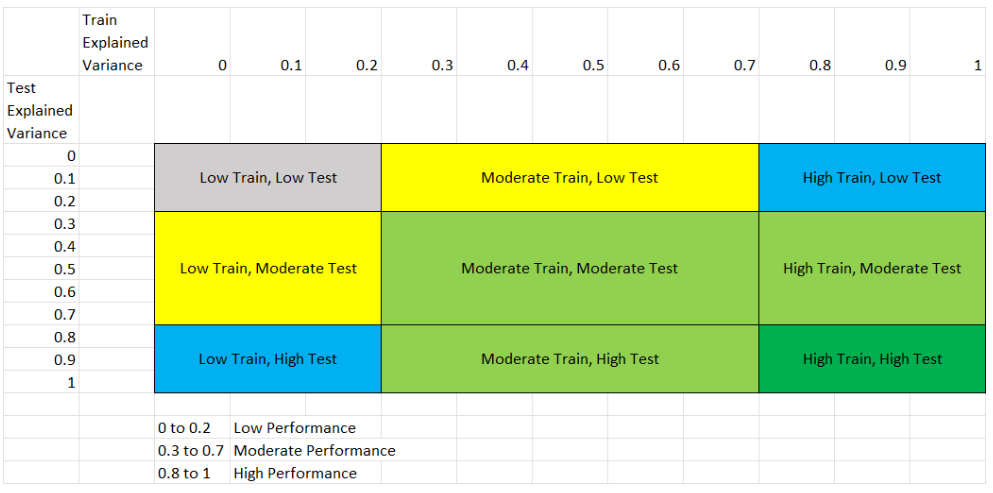 Train
Explained
Variance 0 0.1 0.2 0.3 0.4 0.5 0.6 0.7 0.8 0.9 1
Test
Explained
Variance
0
0.1 Low Train, Low Test Moderate Train, Low Test High Train, Low Test
0.2
0.3
0.4
0.5 Low Train, Moderate Test Moderate Train, Moderate Test High Train, Moderate Test
0.6
0.7
0.8
0.9 Low Train, High Test Moderate Train, High Test High Train, High Test
1
0 to 0.2 Low Performance
0.3 to 0.7 Moderate Performance
0.8 to 1 High Performance